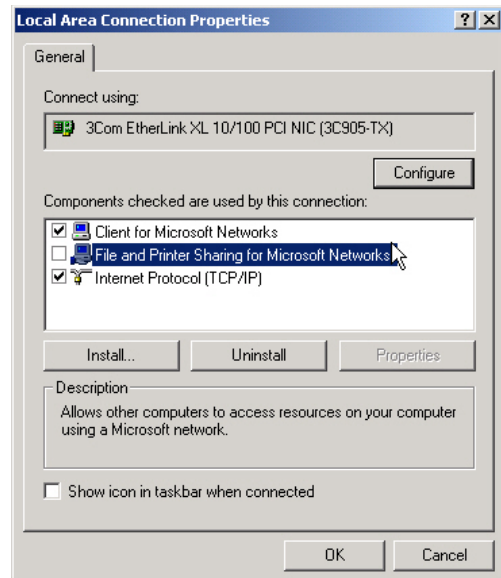 Local Area Connection Properties
General
Connect using:
3Com EtherLink XL 10/100 PCI NIC (3C905-TX)
Configure
Components checked are used by this connection:
Client for Microsoft Networks
File and Printer Sharing for Microsoft Networks
Internet Protocol (TCP/IP)
Install... Uninstall Properties
Description
Allows other computers to access resources on your computer
using a Microsoft network.
Show icon in taskbar when connected
OK Cancel